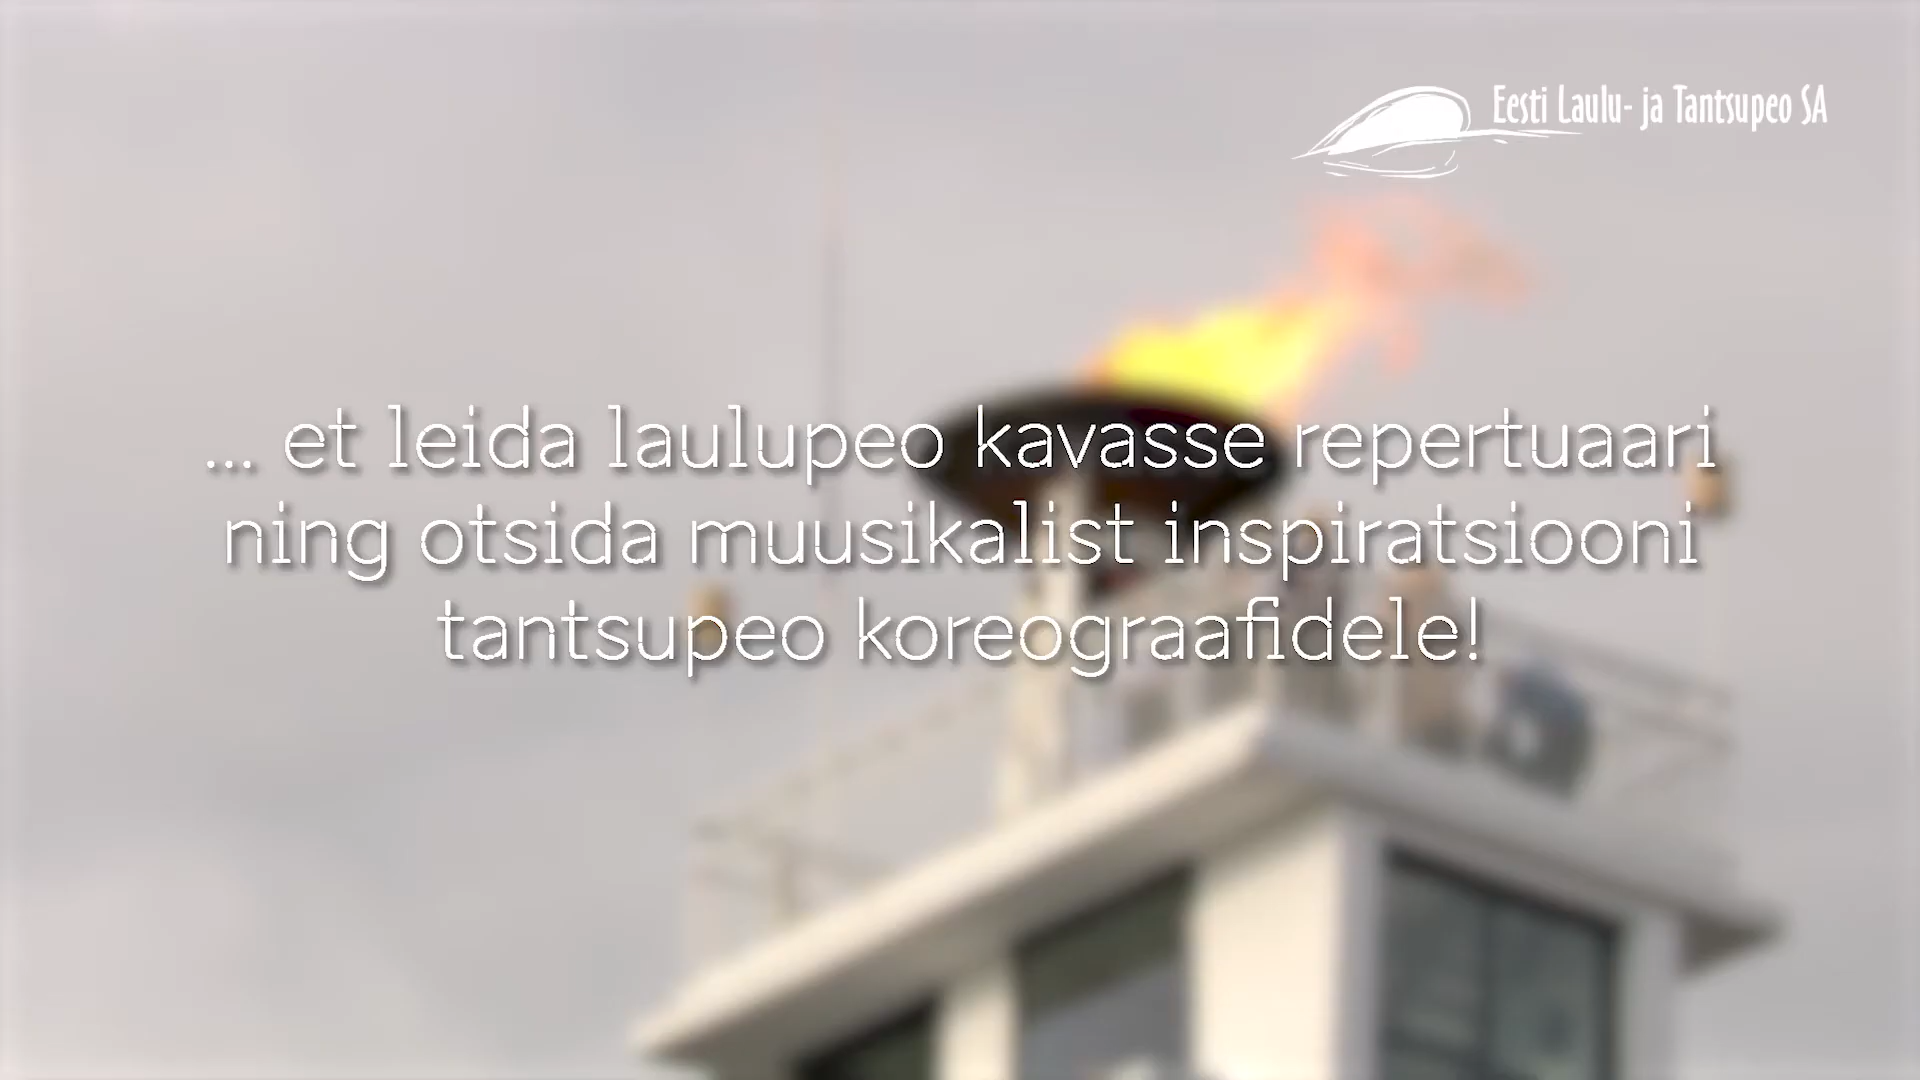 Eesti Laulu- ja Tantsupeo SA
... et leida laulupeo kavasse repertuaari
ning otsida muusikalist inspiratsiooni
tantsupeo koreograafidele!